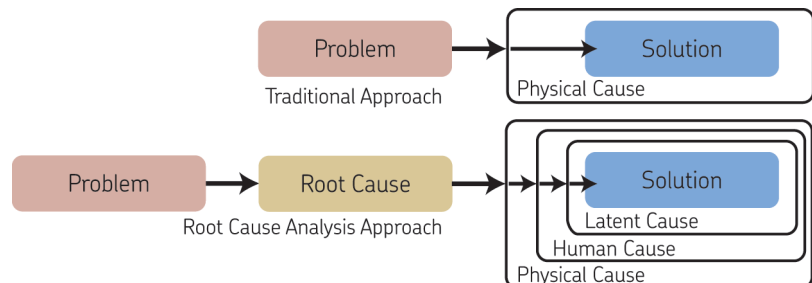 Problem
Solution
Traditional Approach
Physical Cause
Problem
Root Cause
Solution
Root Cause Analysis Approach
Latent Cause
Human Cause
Physical Cause